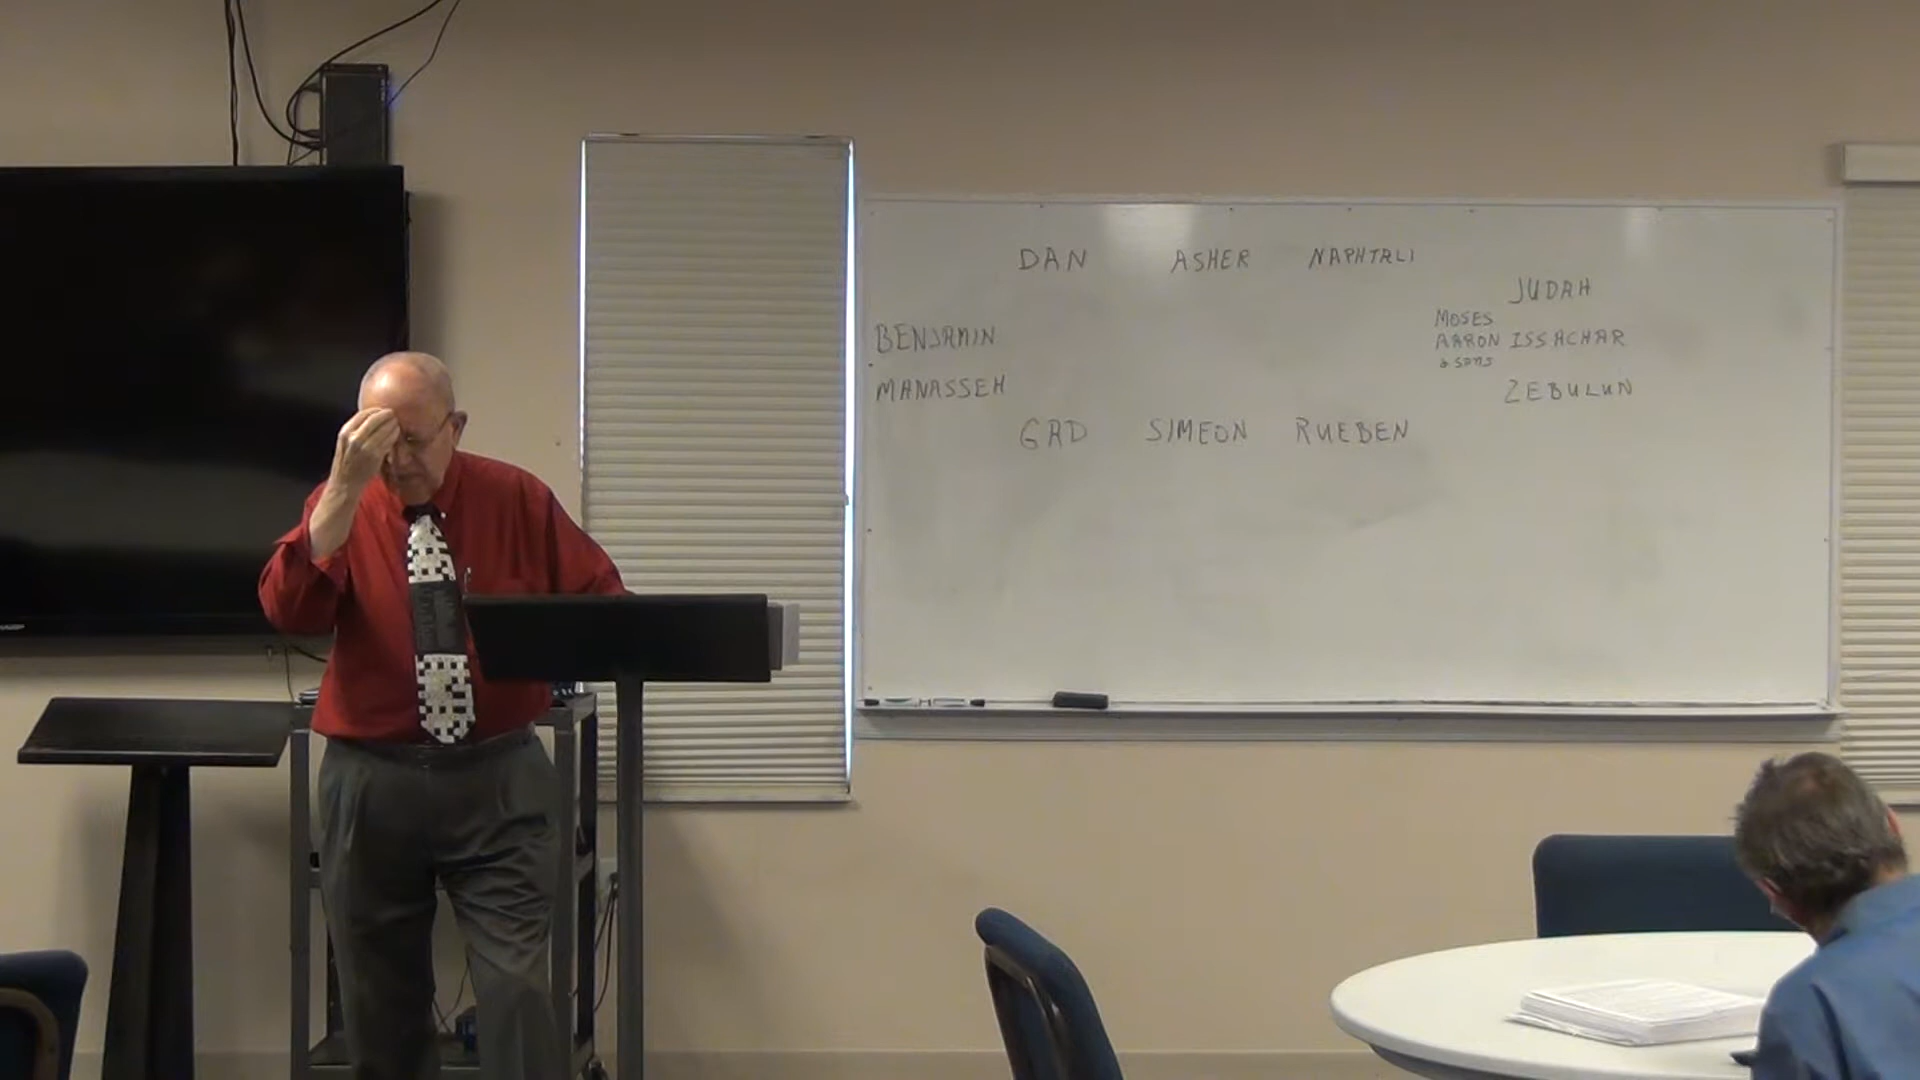 DAN ASHER NAPHTALI
JUDAH
MOSES
BENJAMIN AARON ISSACHAR
& SONS
MANASSEH ZEBULUN
GAD SIMEON RUEBEN